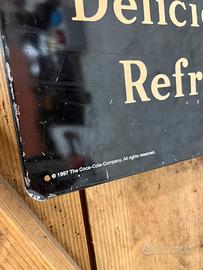 Delicio
Refr
© 1997 The Coca-Cola Company. All rights reserved.